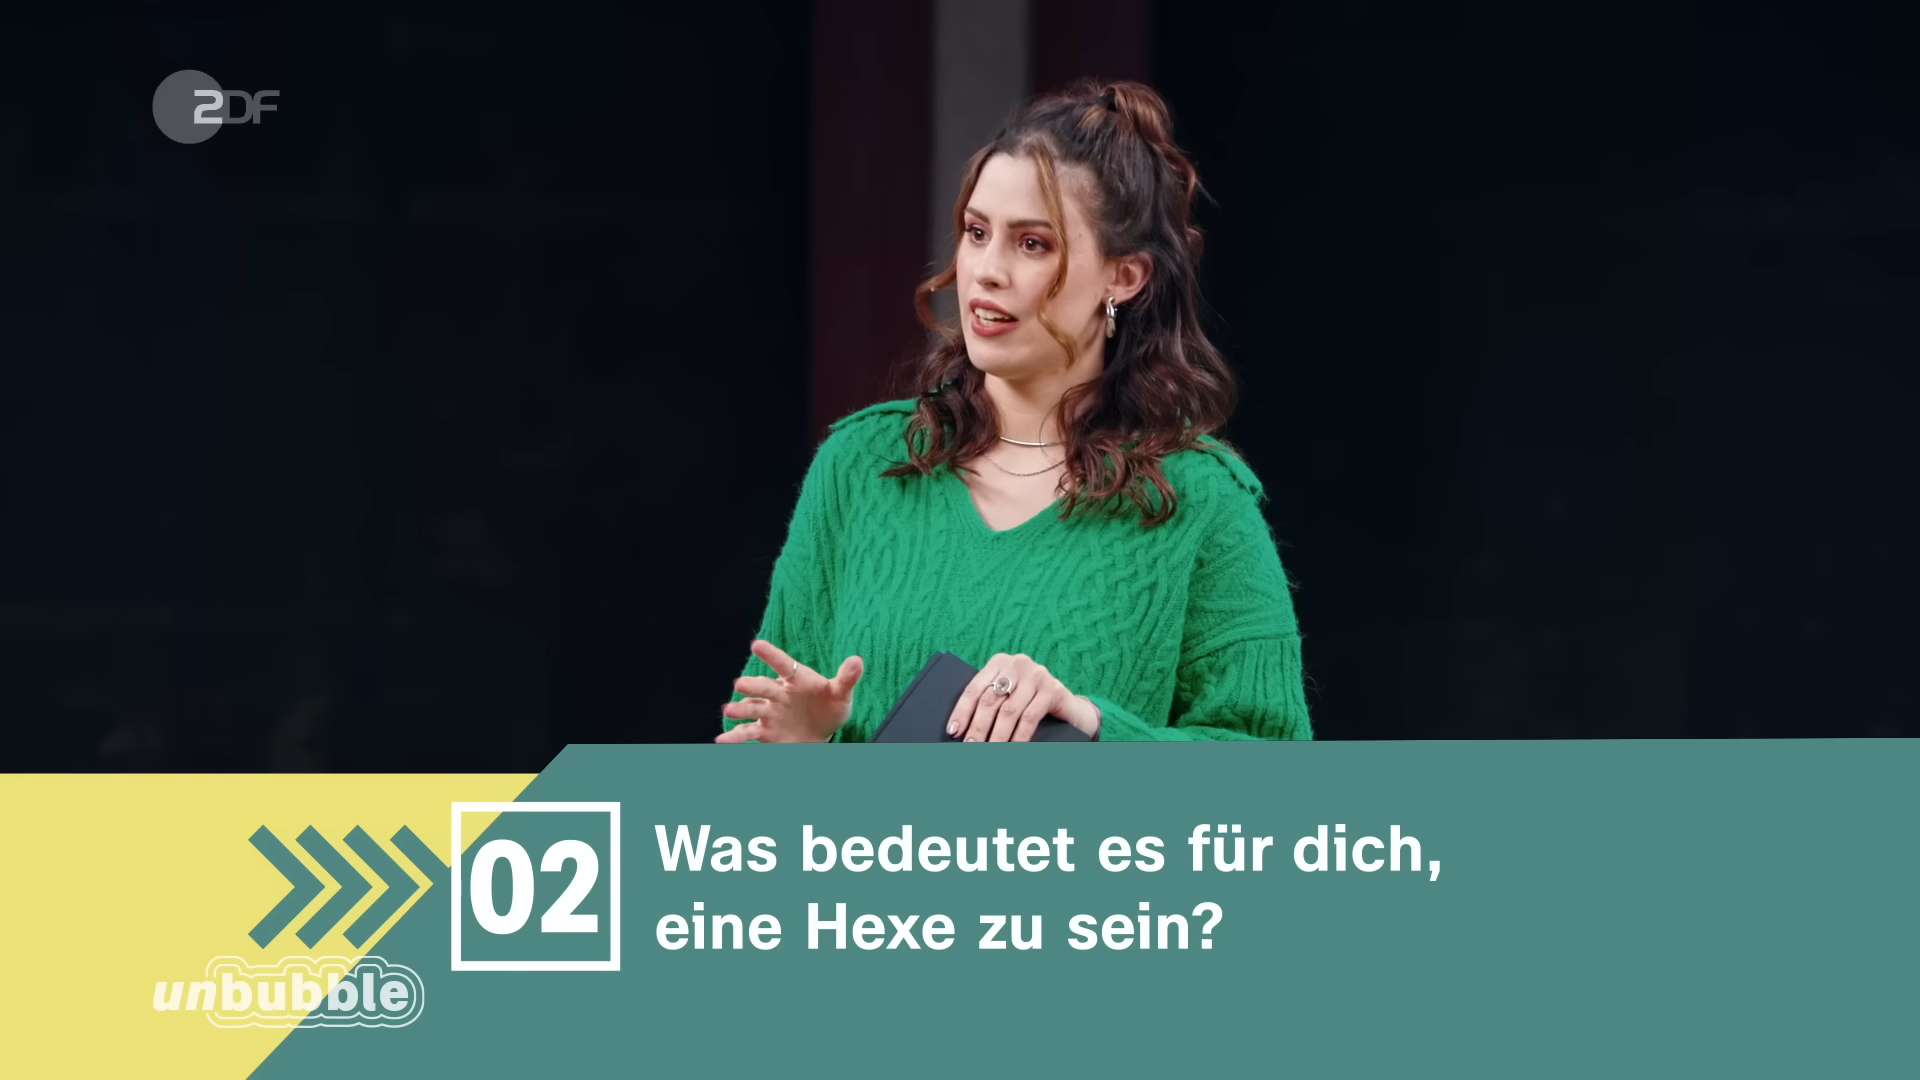 ZDF
02
Was bedeutet es für dich,
eine Hexe zu sein?
unbubble